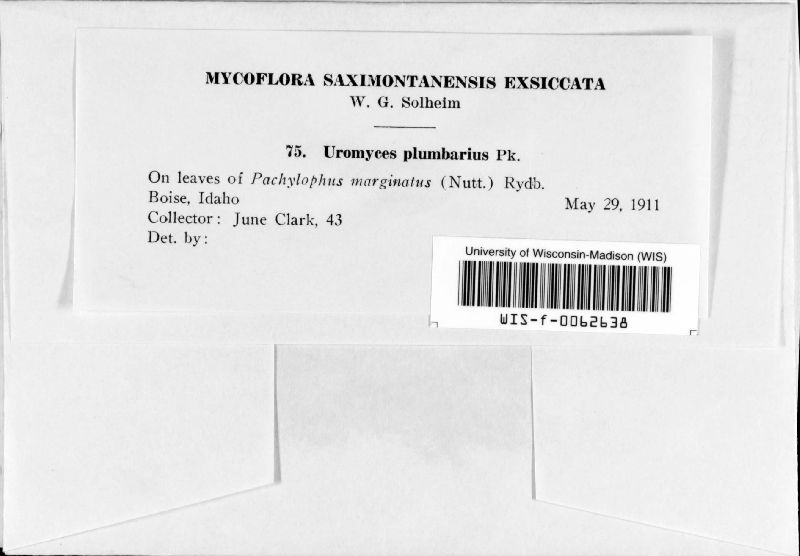 MYCOFLORA SAXIMONTANENSIS EXSICCATA
W. G. Solheim
75. Uromyces plumbarius Pk.
On leaves of Pachylophus marginatus (Nutt.) Rydb.
Boise, Idaho May 29, 1911
Collector: June Clark, 43
Det. by:
University of Wisconsin-Madison (WIS)
WIS-f-0062638